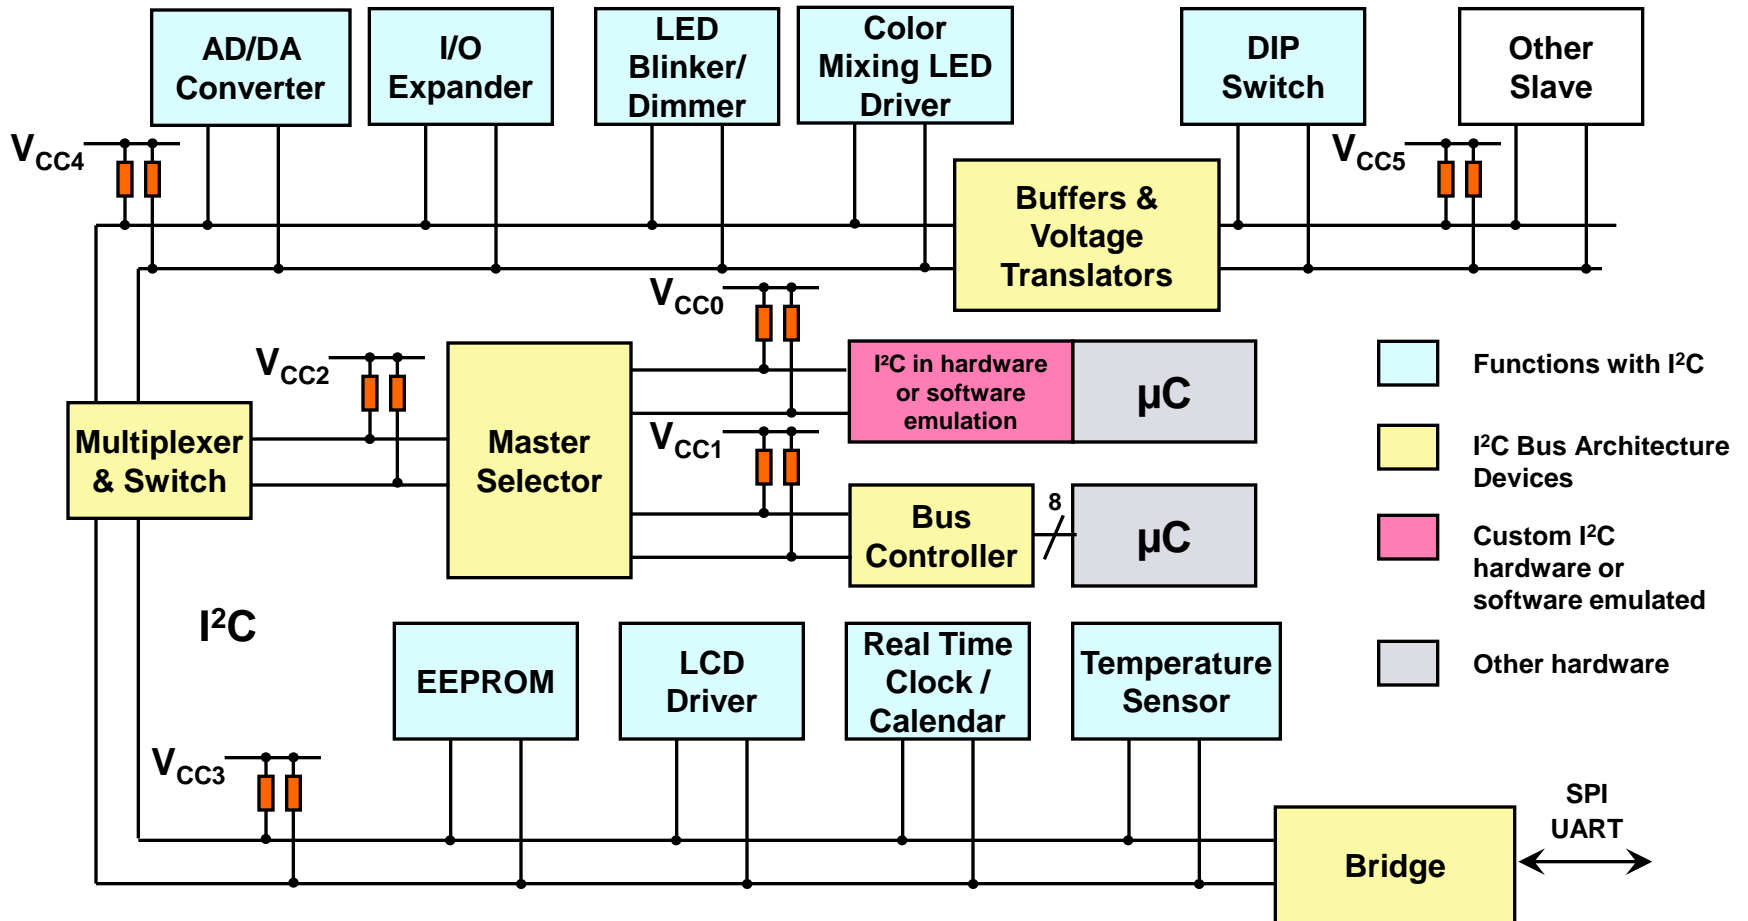 AD/DA
Converter
I/O
Expander
LED
Blinker/
Dimmer
Color
Mixing LED
Driver
DIP
Switch
Other
Slave
VCC4
VCC5
Buffers &
Voltage
Translators
VCC0
VCC2
Multiplexer
& Switch
Master
Selector
I²C in hardware
or software
emulation
µC
VCC1
Bus
Controller
8
µC
Functions with I²C
I²C Bus Architecture
Devices
Custom I²C
hardware or
software emulated
Other hardware
I²C
EEPROM
LCD
Driver
Real Time
Clock /
Calendar
Temperature
Sensor
VCC3
Bridge
SPI
UART